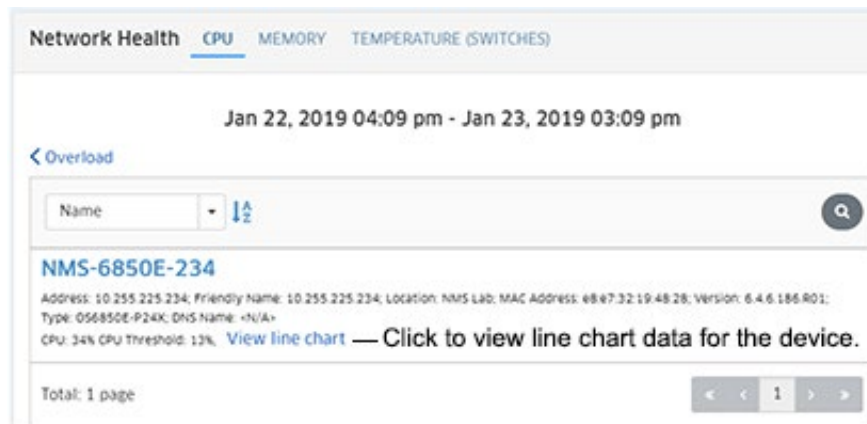 Network Health CPU MEMORY TEMPERATURE (SWITCHES)
Jan 22, 2019 04:09 pm - Jan 23, 2019 03:09 pm
Overload
Name
NMS-6850E-234
Address: 10.255.225.234; Friendly Name: 10.255.225.234; Location: NMS Lab; MAC Address: e8:e7:32:19:48:28; Version: 6.4.6.186.R01;
Type: OS6850E-P24X; DNS Name: <N/A>
CPU: 34% CPU Threshold: 13%, View line chart — Click to view line chart data for the device.
Total: 1 page « ‹ 1 › »